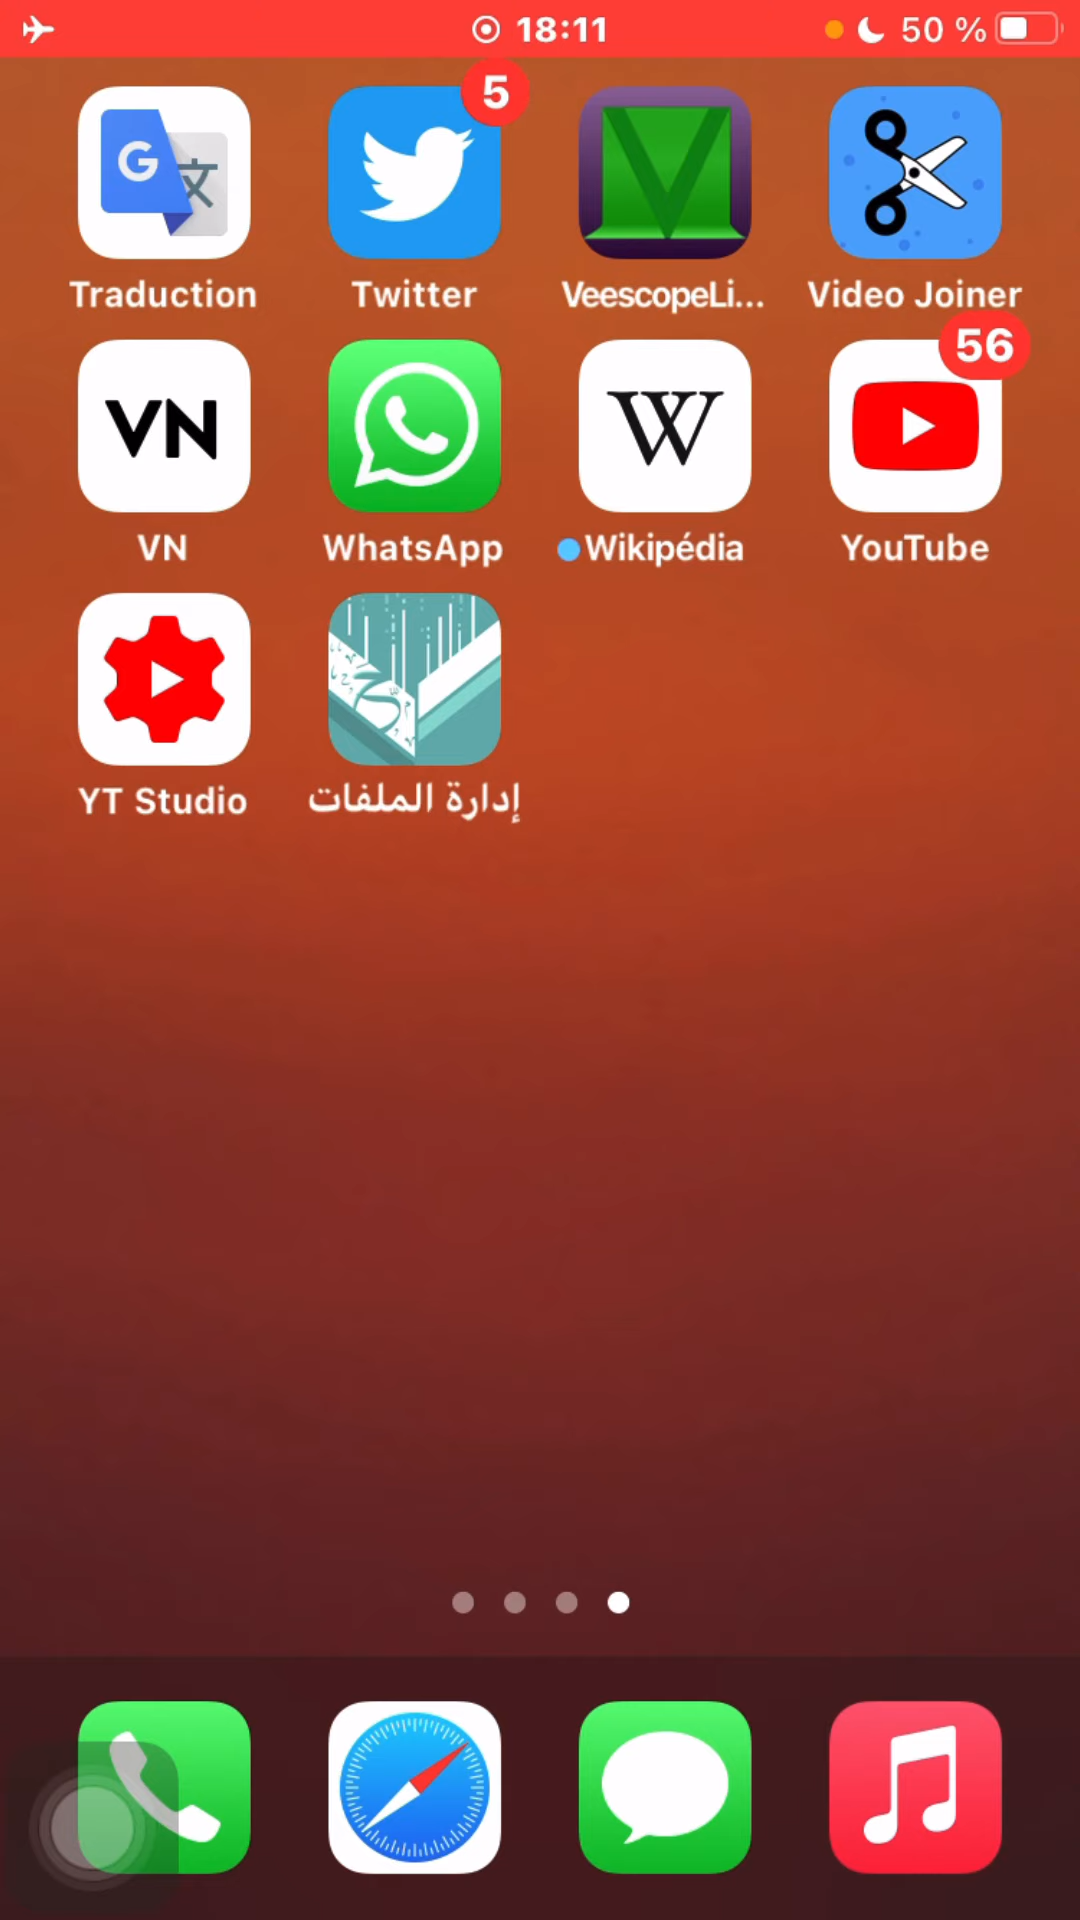 18:11
50 %
5
Traduction
Twitter
VeescopeLi...
Video Joiner
56
VN
VN
WhatsApp
W
Wikipédia
YouTube
YT Studio
إدارة الملفات